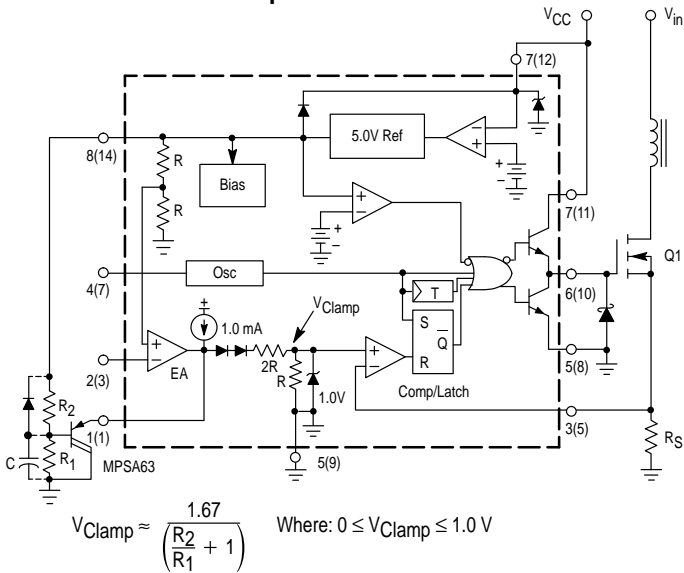 VCC
Vin
7(12)
5.0V Ref
8(14)
R
Bias
R
7(11)
Q1
Osc
4(7)
T
6(10)
VClamp
1.0 mA
S
Q
R
5(8)
2R
R
EA
Comp/Latch
1.0V
2(3)
R2
1(1)
3(5)
R1
C
MPSA63
5(9)
RS
VClamp ≈ 1.67 / (R2/R1 + 1) Where: 0 ≤ VClamp ≤ 1.0 V